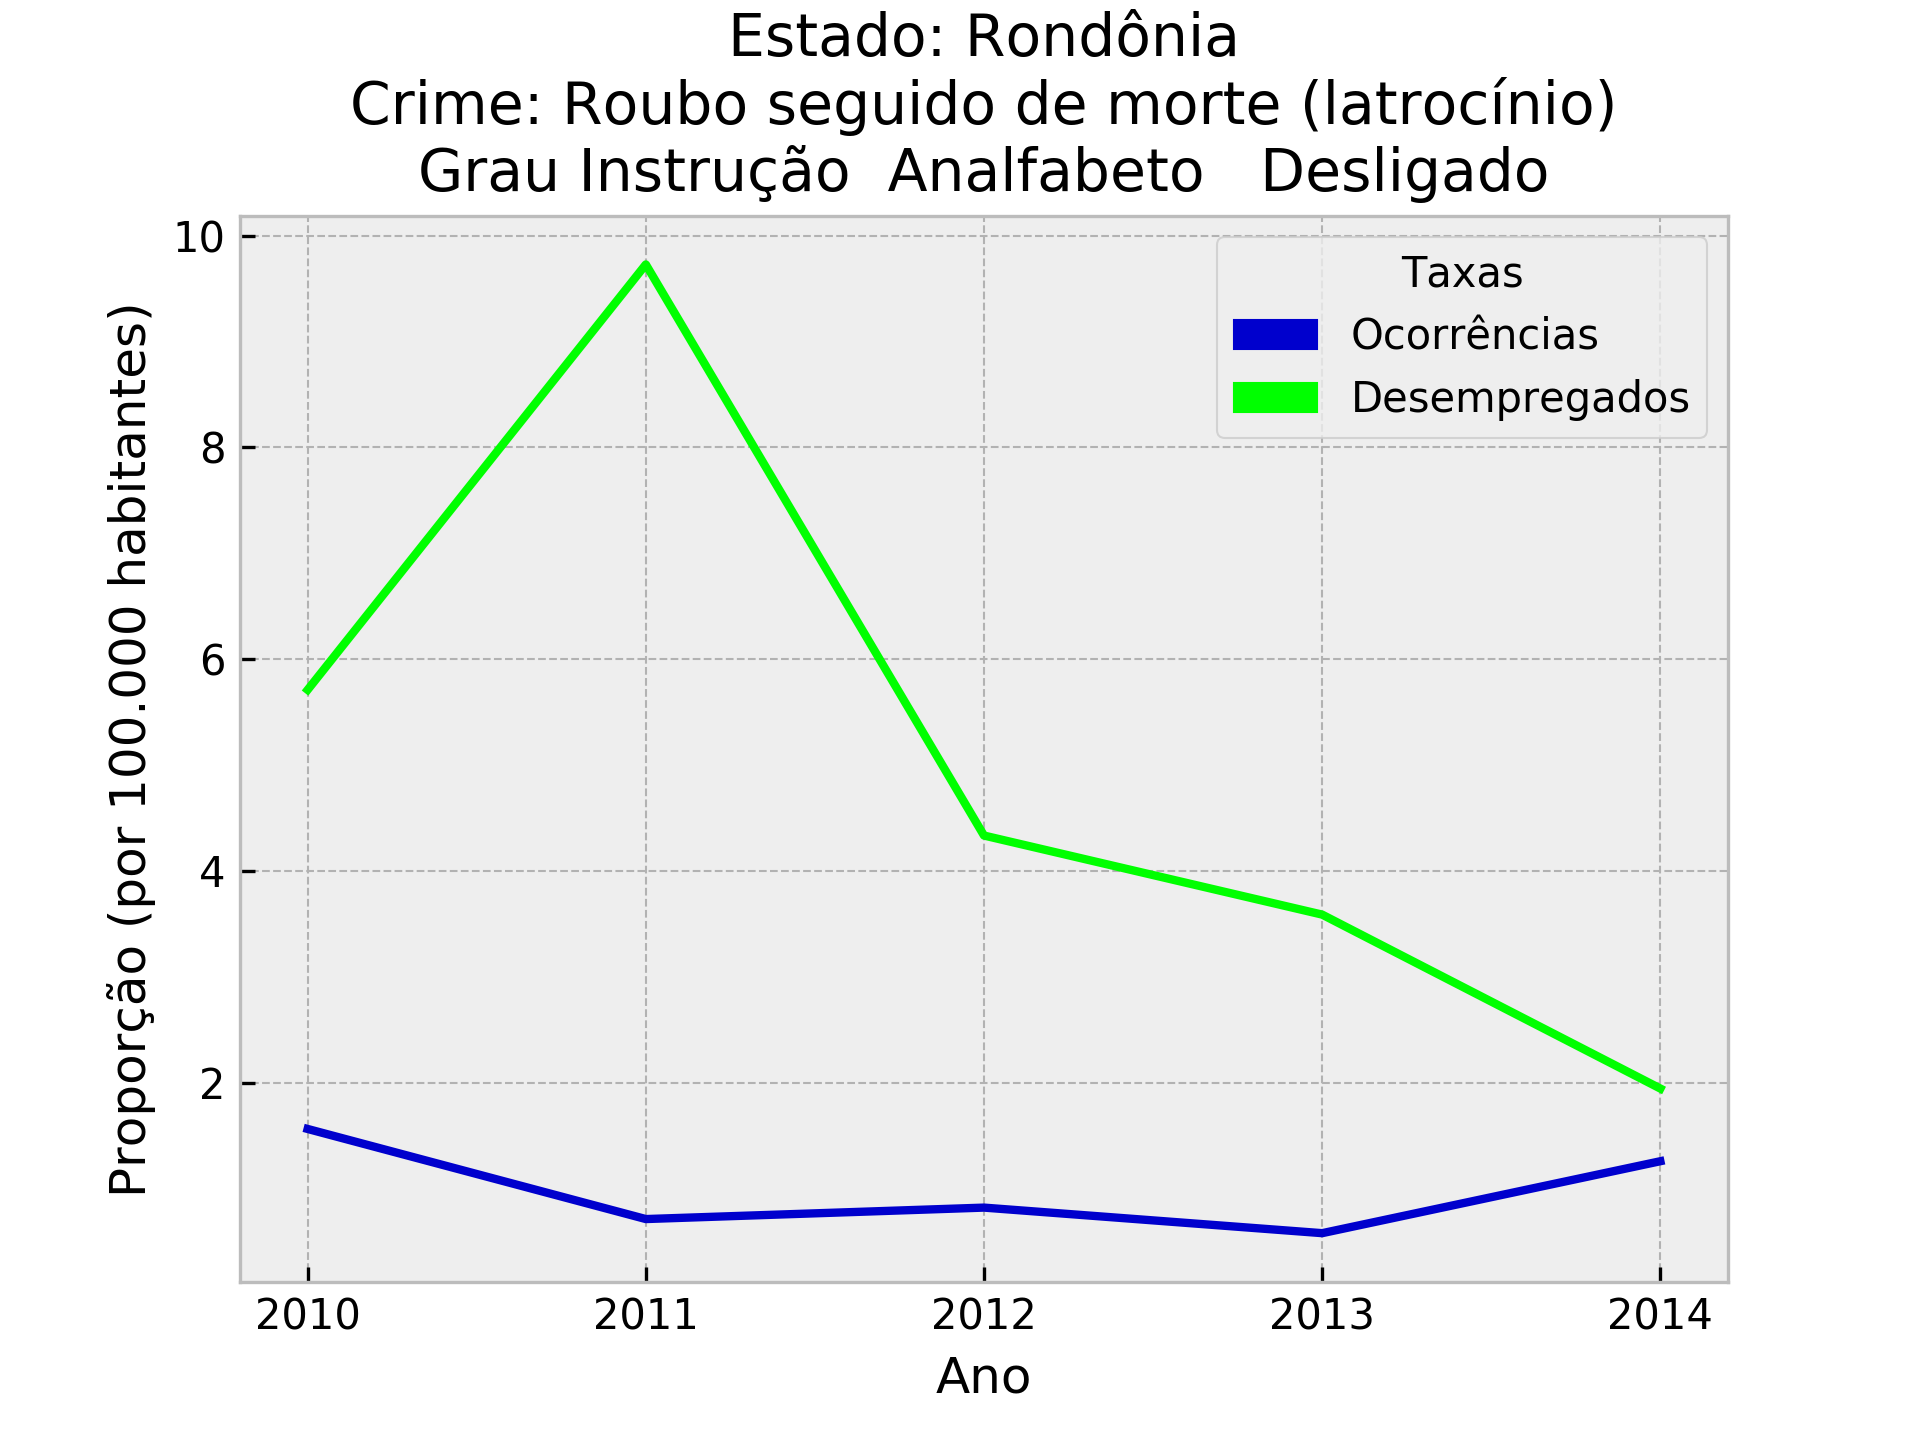 Estado: Rondônia
Crime: Roubo seguido de morte (latrocínio)
Grau Instrução  Analfabeto   Desligado
Proporção (por 100.000 habitantes)
10
8
6
4
2
Taxas
Ocorrências
Desempregados
2010 2011 2012 2013 2014
Ano